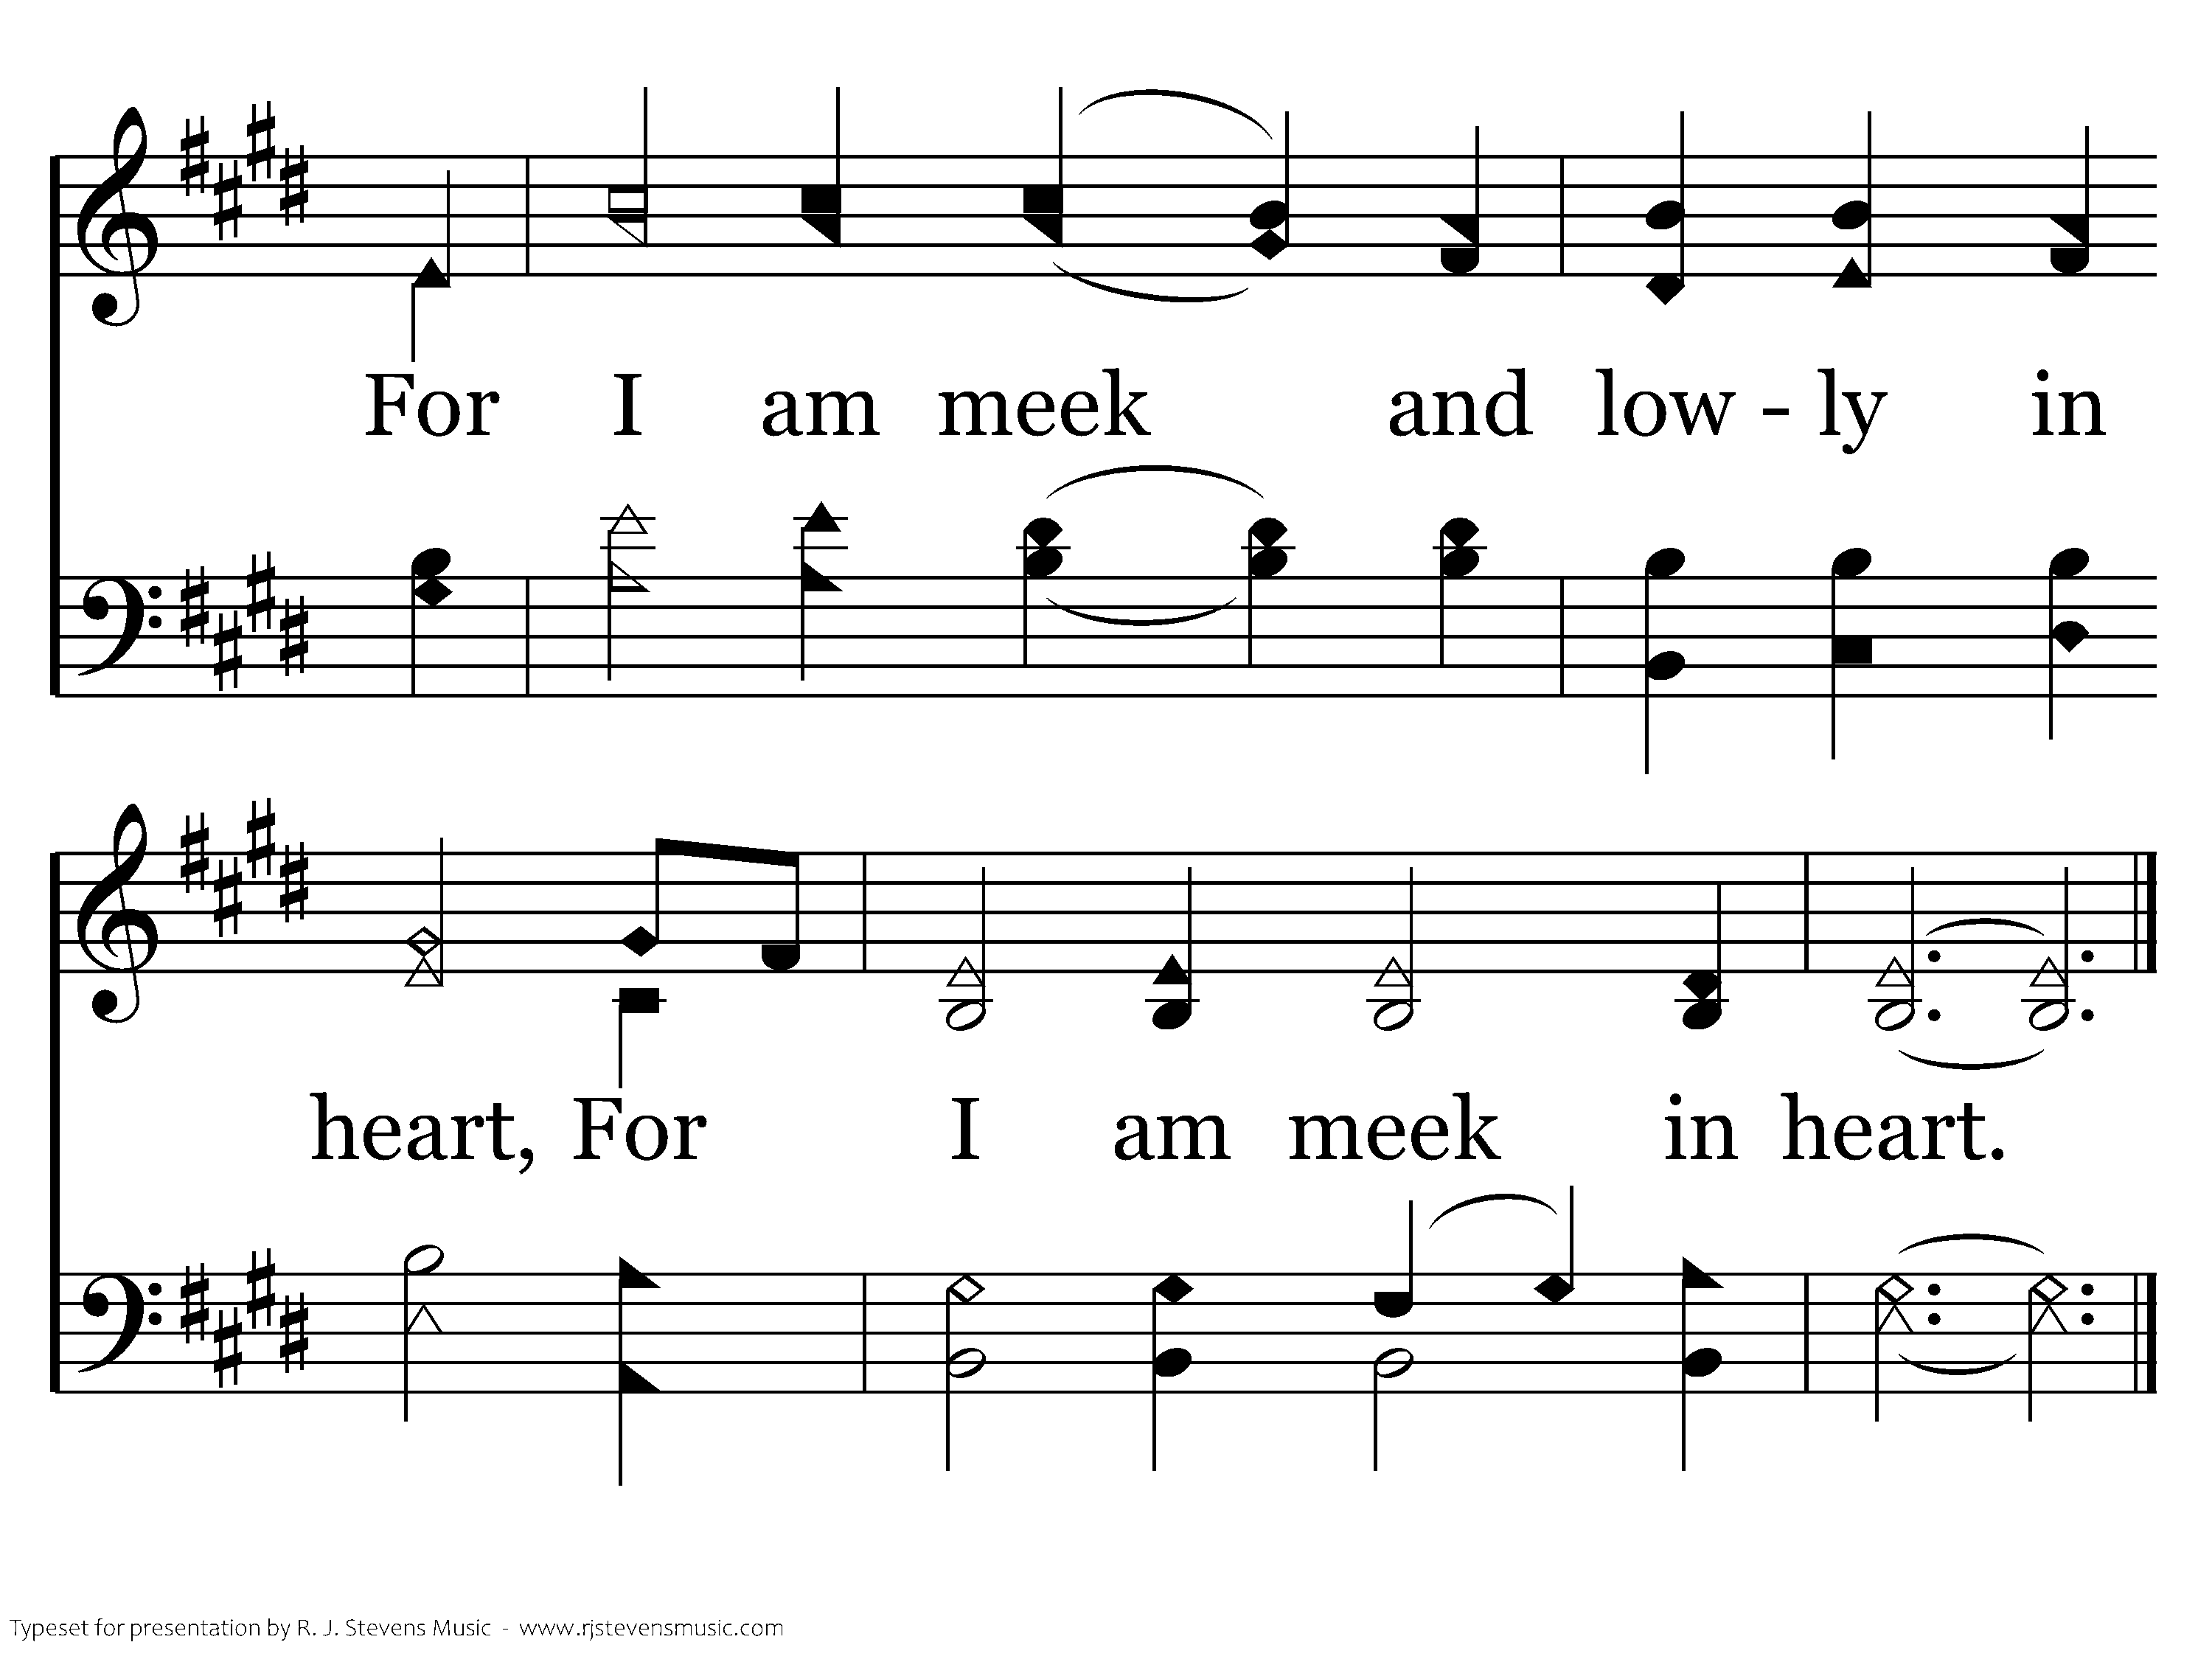 For I am meek and low - ly in
heart, For I am meek in heart.
Typeset for presentation by R. J. Stevens Music - www.rjstevensmusic.com